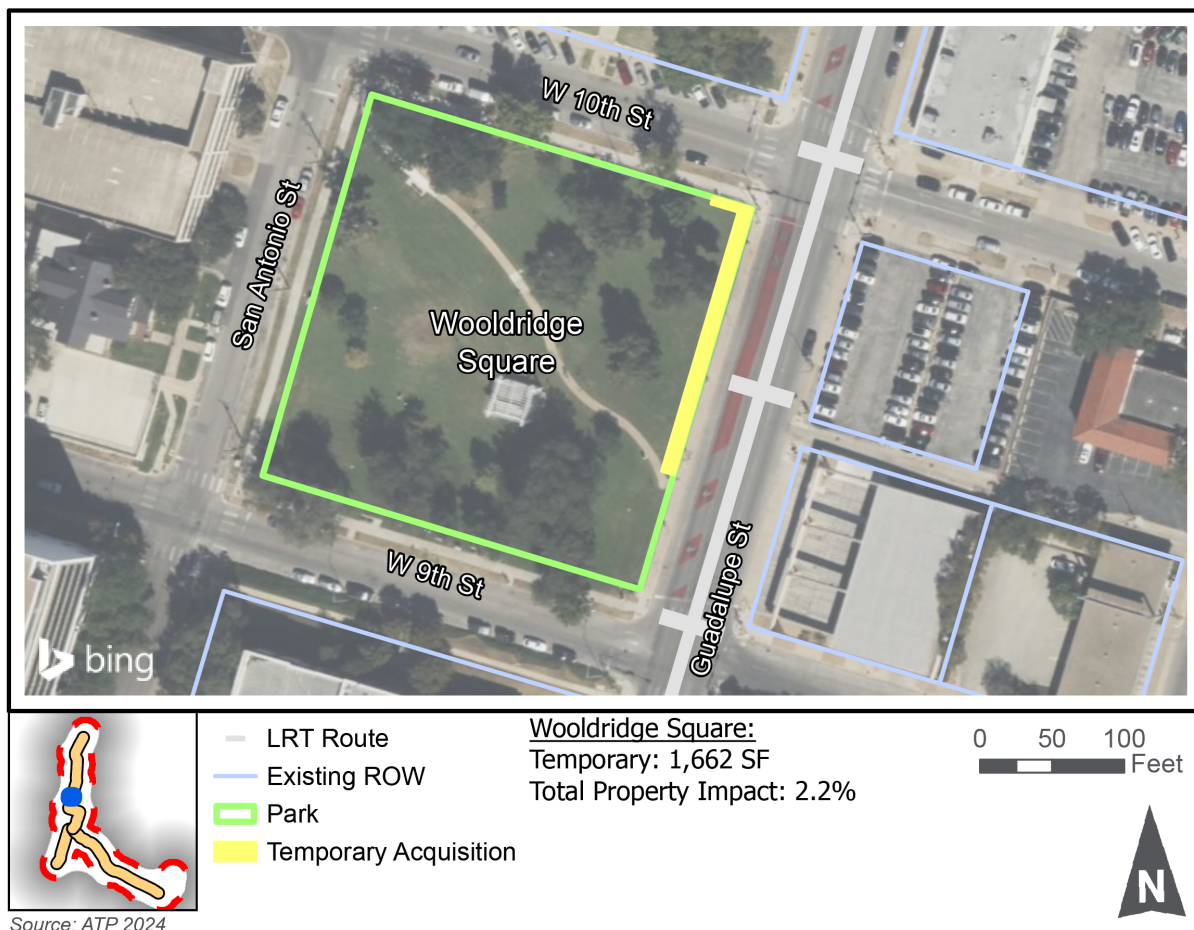 W 10th St
San Antonio St
Wooldridge
Square
W 9th St
Guadalupe St
bing
LRT Route
Existing ROW
Park
Temporary Acquisition
Wooldridge Square:
Temporary: 1,662 SF
Total Property Impact: 2.2%
0 50 100
Feet
N
Source: ATP 2024